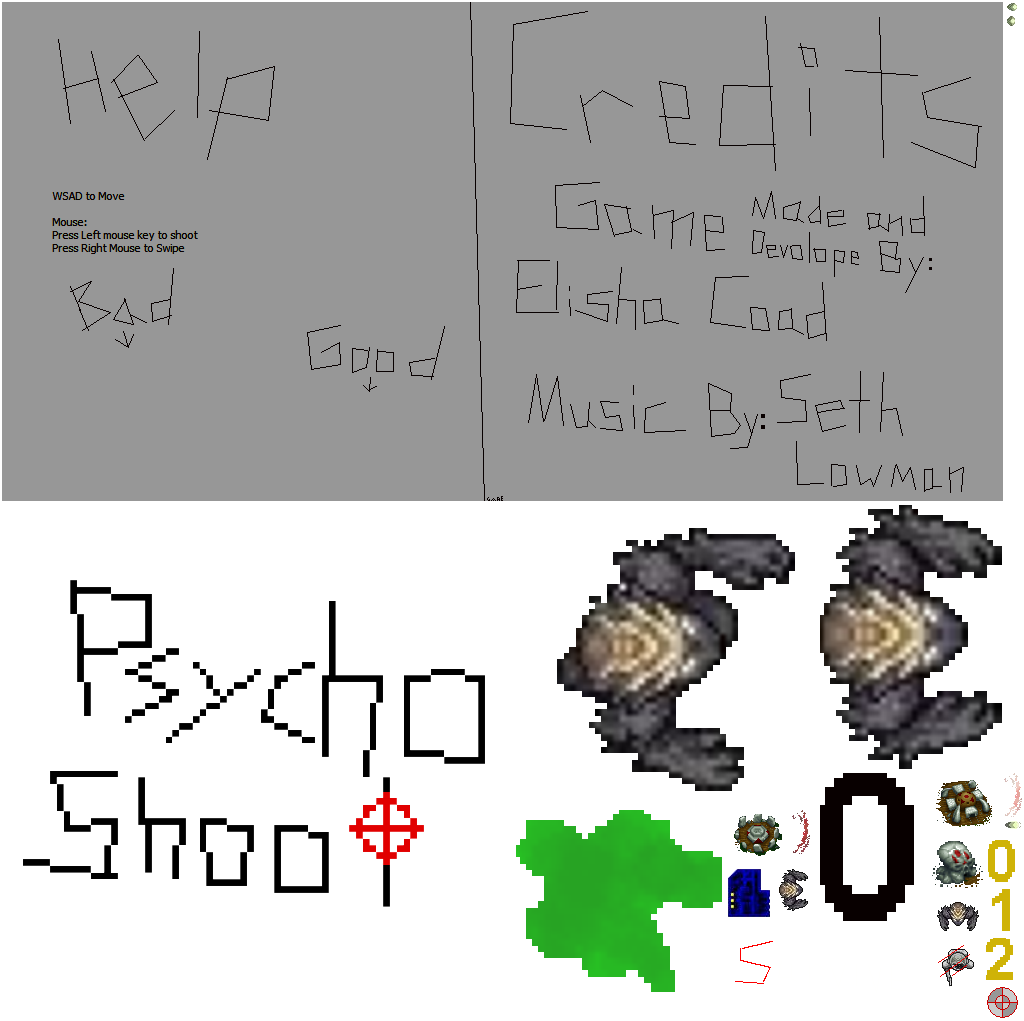 Help
WSAD to Move
Mouse:
Press Left mouse key to shoot
Press Right Mouse to Swipe
Bad
Good
Credits
Game Made and
Develope By:
Elisha Coad
Music By: Seth
Lowman
Psycho
Shoot
0
S
0
1
2